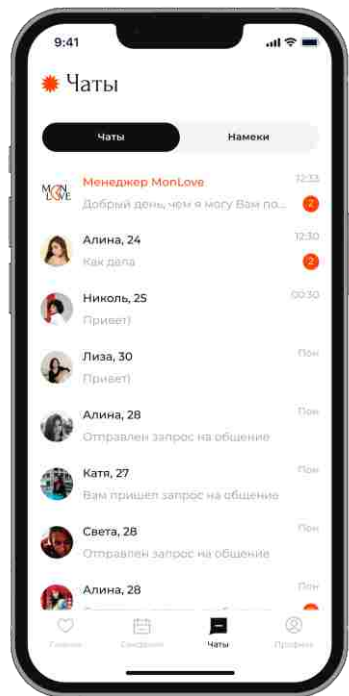 9:41
Чаты
Чаты Намеки
MON LOVE Менеджер MonLove 12:33
Добрый день, чем я могу Вам по... 2
Алина, 24 12:30
Как дела 2
Николь, 25 00:30
Привет)
Лиза, 30 Пон
Привет)
Алина, 28 Пон
Отправлен запрос на общение
Катя, 27 Пон
Вам пришел запрос на общение
Света, 28 Пон
Отправлен запрос на общение
Алина, 28 Пон
Главная Свидания Чаты Профиль